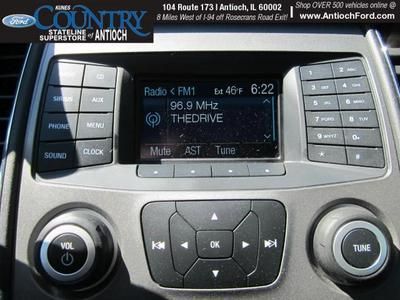 Ford
KUNES
COUNTRY
STATELINE
SUPERSTORE
OF
ANTIOCH
104 Route 173 | Antioch, IL 60002
8 Miles West of I-94 off Rosecrans Road Exit!
Shop OVER 500 vehicles online at
www.AntiochFord.com
Radio < FM1 Ext 46°F 6:22
96.9 MHz
THEDRIVE
Mute AST Tune
CD
SIRIUS AUX
PHONE MENU
SOUND CLOCK
1 2 ABC 3 DEF
4 GHI 5 JKL 6 MNO
7 PQRS 8 TUV 9 WXYZ
* 0 #
OK
VOL
TUNE